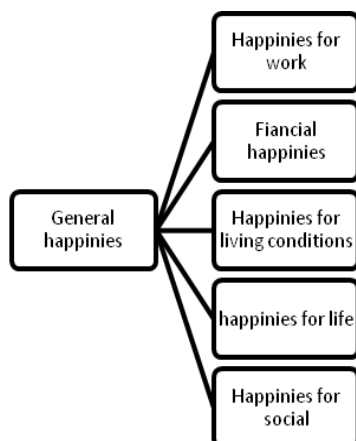 Happinies for
work
Fiancial
happinies
General
happinies
Happinies for
living conditions
happinies for life
Happinies for
social